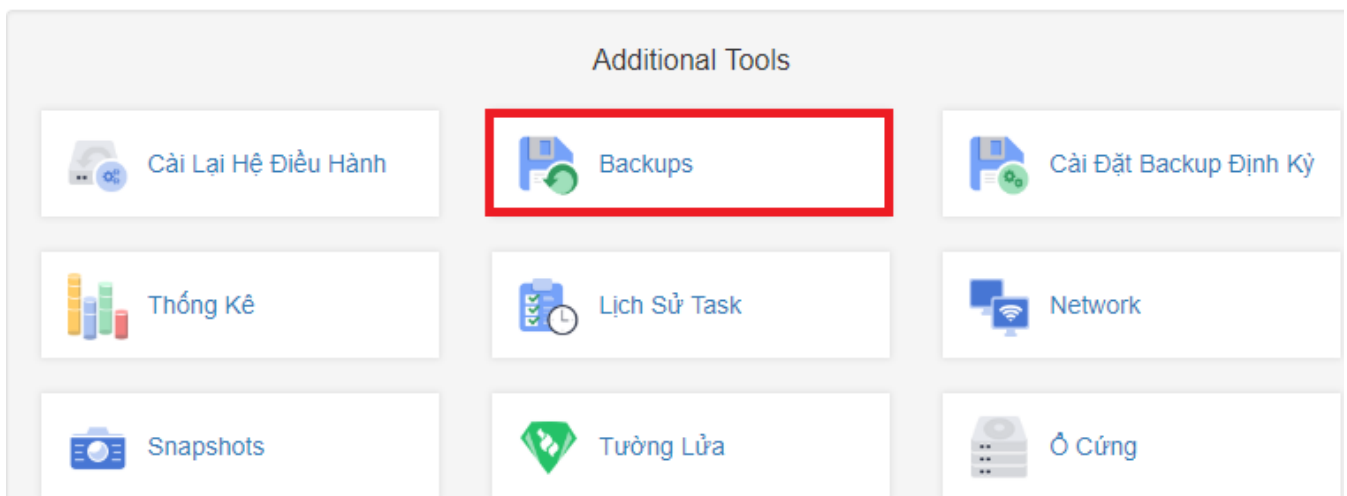 Additional Tools
Cài Lại Hệ Điều Hành
Backups
Cài Đặt Backup Định Kỳ
Thống Kê
Lịch Sử Task
Network
Snapshots
Tường Lửa
Ổ Cứng